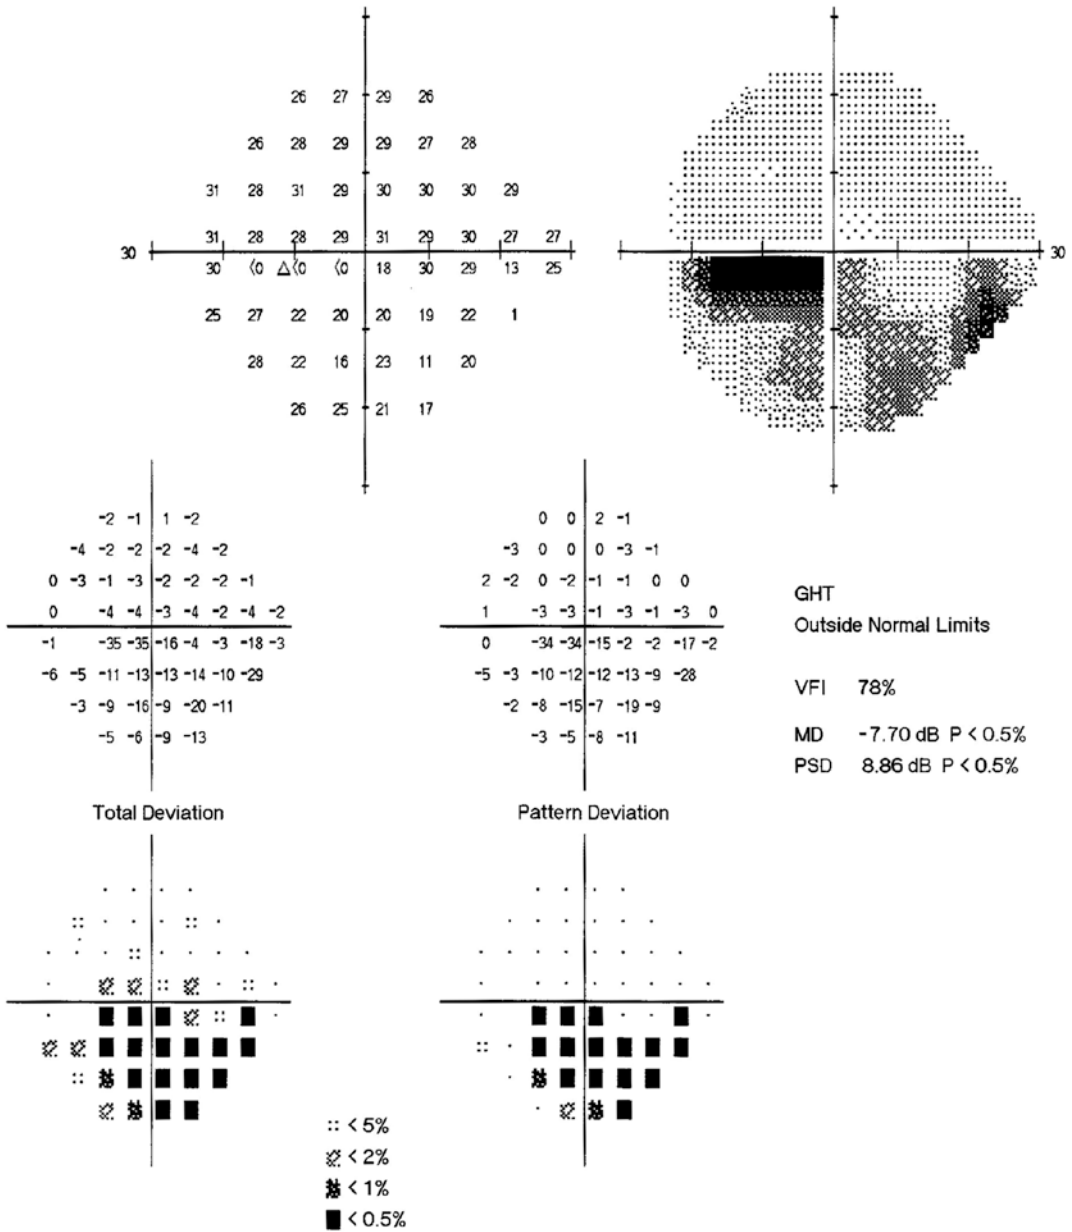 26 27 29 26
26 28 29 29 27 28
31 28 31 29 30 30 30 29
31 28 28 29 31 29 30 27 27
30 30
30 〈0 △〈0 〈0 18 30 29 13 25
25 27 22 20 20 19 22 1
28 22 16 23 11 20
26 25 21 17
-2 -1 1 -2
-4 -2 -2 -2 -4 -2
0 -3 -1 -3 -2 -2 -2 -1
0 -4 -4 -3 -4 -2 -4 -2
-1 -35 -35 -16 -4 -3 -18 -3
-6 -5 -11 -13 -13 -14 -10 -29
-3 -9 -16 -9 -20 -11
-5 -6 -9 -13
Total Deviation
0 0 2 -1
-3 0 0 0 -3 -1
2 -2 0 -2 -1 -1 0 0
1 -3 -3 -1 -3 -1 -3 0
0 -34 -34 -15 -2 -2 -17 -2
-5 -3 -10 -12 -12 -13 -9 -28
-2 -8 -15 -7 -19 -9
-3 -5 -8 -11
Pattern Deviation
GHT
Outside Normal Limits
VFI 78%
MD -7.70 dB P < 0.5%
PSD 8.86 dB P < 0.5%
:: < 5%
< 2%
< 1%
< 0.5%